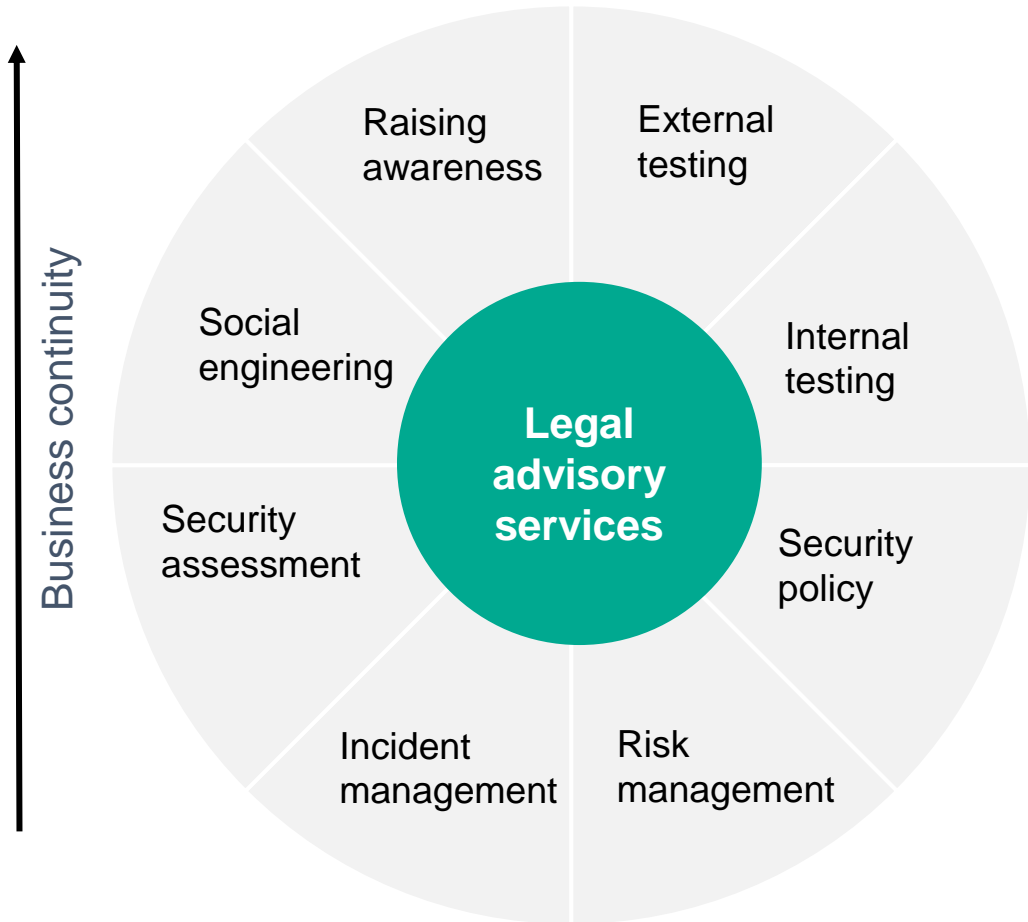 Business continuity
Raising
awareness
External
testing
Social
engineering
Internal
testing
Legal
advisory
services
Security
assessment
Security
policy
Incident
management
Risk
management